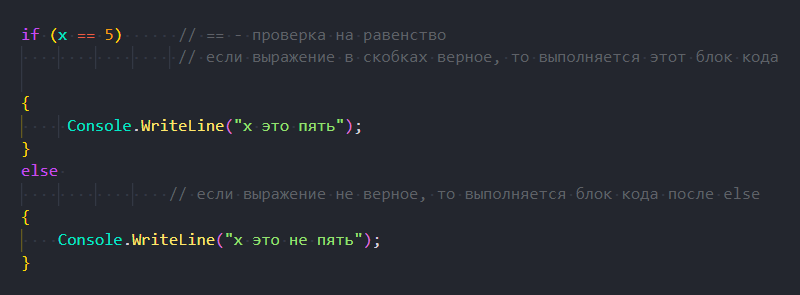 if (x == 5) // == - проверка на равенство
// если выражение в скобках верное, то выполняется этот блок кода
{
Console.WriteLine("x это пять");
}
else
// если выражение не верное, то выполняется блок кода после else
{
Console.WriteLine("x это не пять");
}